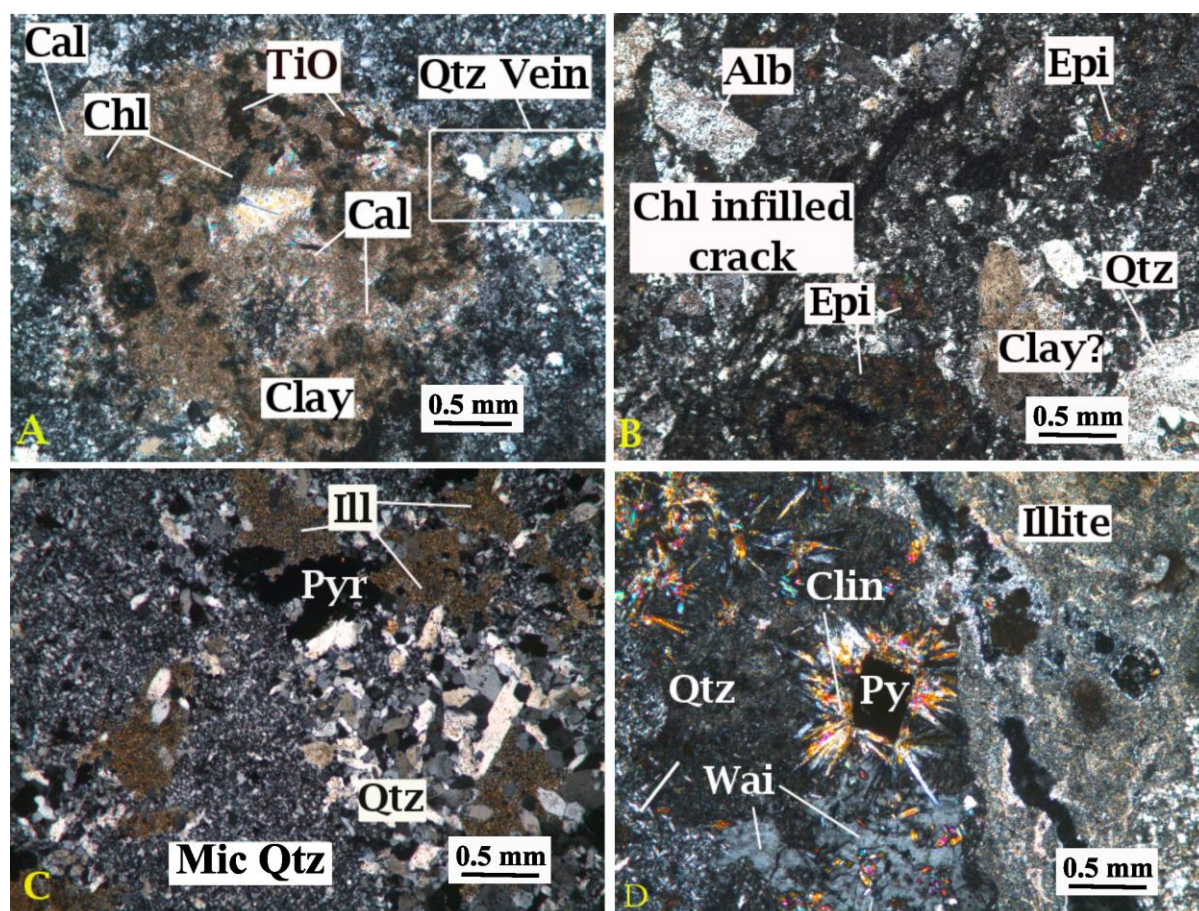 Cal
TiO
Qtz Vein
Chl
Cal
Clay
0.5 mm
A
Alb
Epi
Chl infilled
crack
Epi
Qtz
Clay?
0.5 mm
B
Ill
Pyr
Qtz
Mic Qtz
0.5 mm
C
Illite
Clin
Qtz
Py
Wai
0.5 mm
D